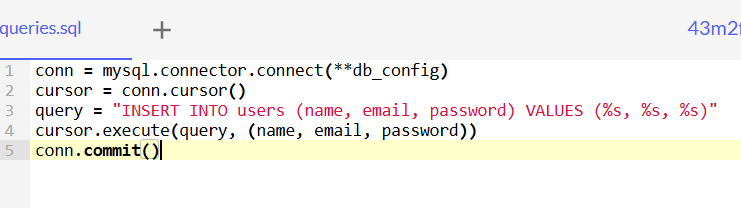 queries.sql +
43m2f
1 conn = mysql.connector.connect(**db_config)
2 cursor = conn.cursor()
3 query = "INSERT INTO users (name, email, password) VALUES (%s, %s, %s)"
4 cursor.execute(query, (name, email, password))
5 conn.commit()